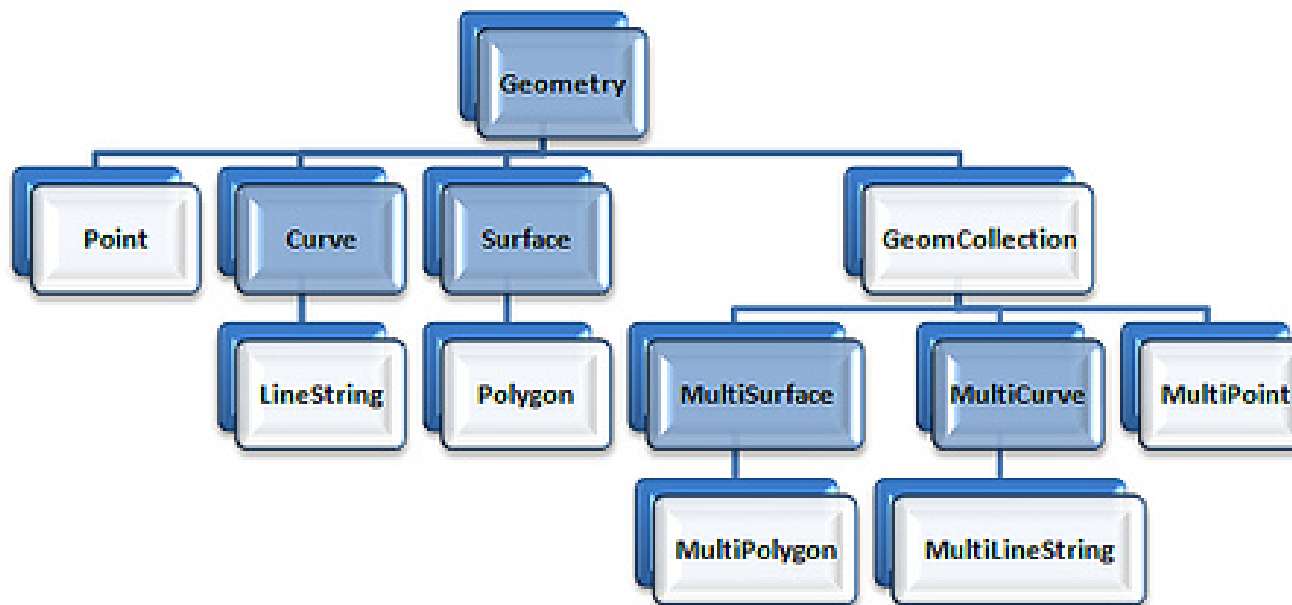 Geometry
Point
Curve
Surface
GeomCollection
LineString
Polygon
MultiSurface
MultiCurve
MultiPoint
MultiPolygon
MultiLineString